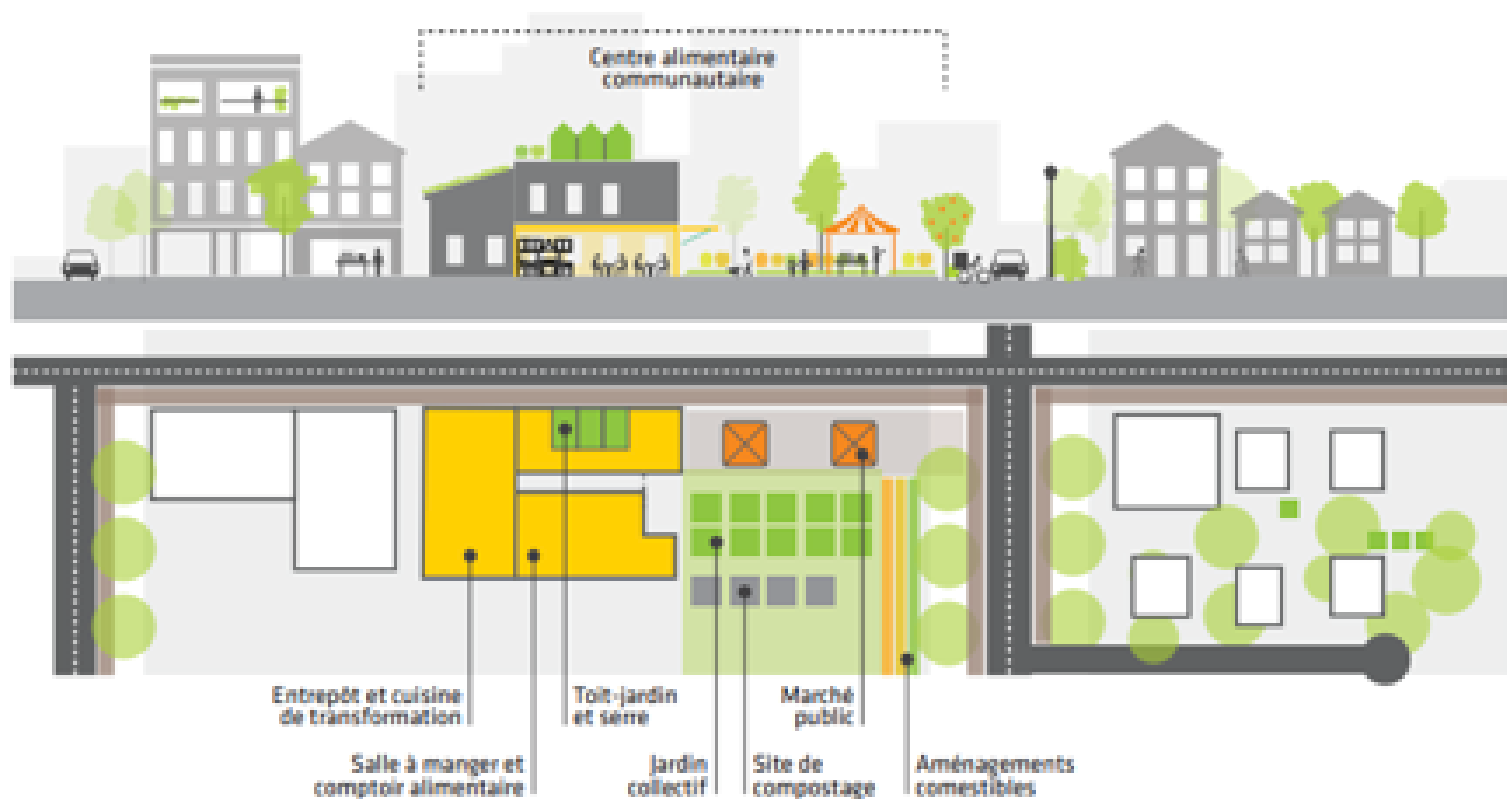 Centre alimentaire
communautaire
Entrepôt et cuisine
de transformation
Toit-jardin
et serre
Marché
public
Salle à manger et
comptoir alimentaire
Jardin
collectif
Site de
compostage
Aménagements
comestibles